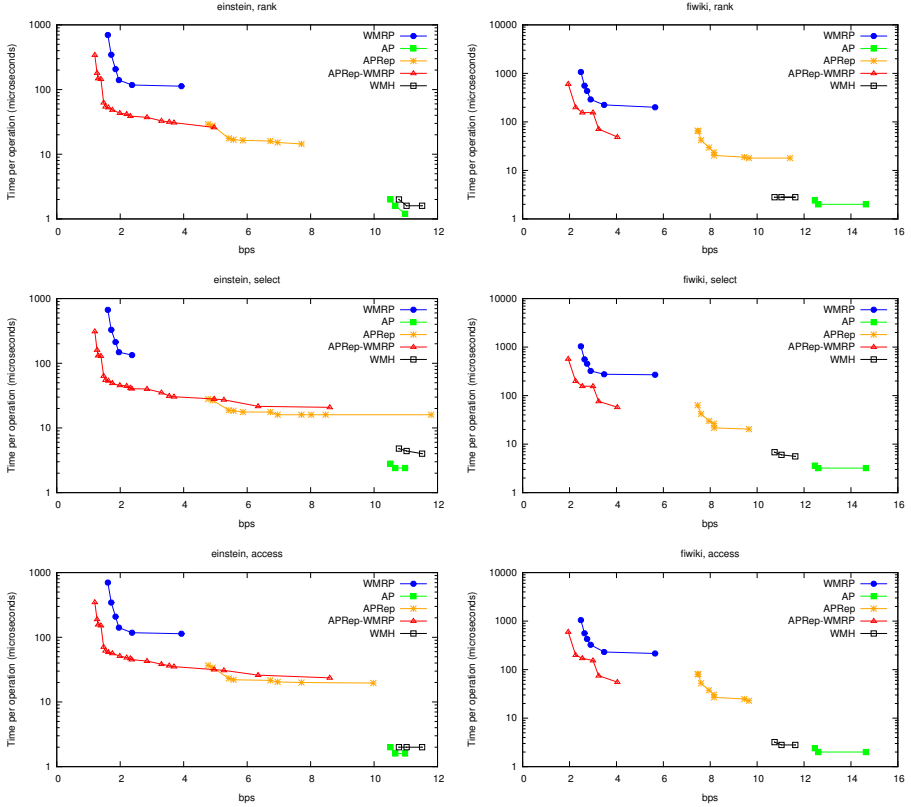 einstein, rank
Time per operation (microseconds)
1000
100
10
1
0 2 4 6 8 10 12
bps
WMRP
AP
APRep
APRep-WMRP
WMH
fiwiki, rank
Time per operation (microseconds)
10000
1000
100
10
1
0 2 4 6 8 10 12 14 16
bps
WMRP
AP
APRep
APRep-WMRP
WMH
einstein, select
Time per operation (microseconds)
1000
100
10
1
0 2 4 6 8 10 12
bps
WMRP
AP
APRep
APRep-WMRP
WMH
fiwiki, select
Time per operation (microseconds)
10000
1000
100
10
1
0 2 4 6 8 10 12 14 16
bps
WMRP
AP
APRep
APRep-WMRP
WMH
einstein, access
Time per operation (microseconds)
1000
100
10
1
0 2 4 6 8 10 12
bps
WMRP
AP
APRep
APRep-WMRP
WMH
fiwiki, access
Time per operation (microseconds)
10000
1000
100
10
1
0 2 4 6 8 10 12 14 16
bps
WMRP
AP
APRep
APRep-WMRP
WMH